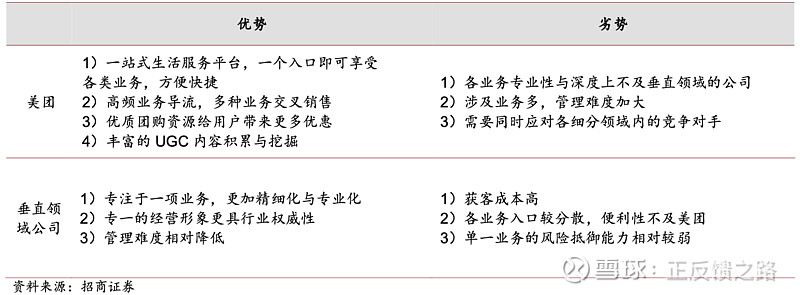 优势 劣势
1）一站式生活服务平台，一个入口即可享受
各类业务，方便快捷
美团
2）高频业务导流，多种业务交叉销售
3）优质团购资源给用户带来更多优惠
4）丰富的 UGC 内容积累与挖掘
1）各业务专业性与深度上不及垂直领域的公司
2）涉及业务多，管理难度加大
3）需要同时应对各细分领域内的竞争对手
垂直领
域公司
1）专注于一项业务，更加精细化与专业化
2）专一的经营形象更具行业权威性
3）管理难度相对降低
1）获客成本高
2）各业务入口较分散，便利性不及美团
3）单一业务的风险抵御能力相对较弱
资料来源：招商证券
雪球：正反馈之路